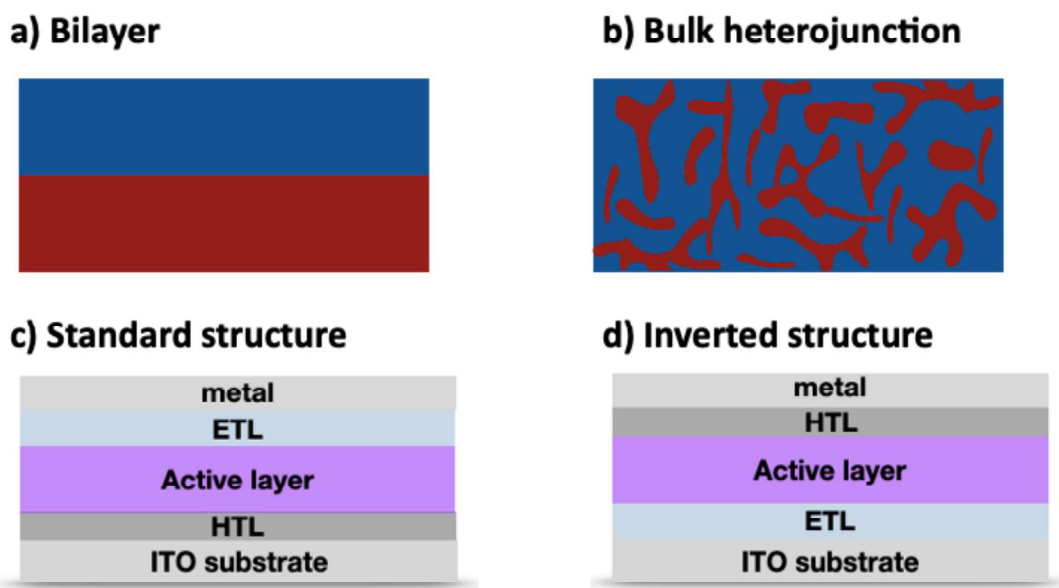 a) Bilayer
b) Bulk heterojunction
c) Standard structure
metal
ETL
Active layer
HTL
ITO substrate
d) Inverted structure
metal
HTL
Active layer
ETL
ITO substrate